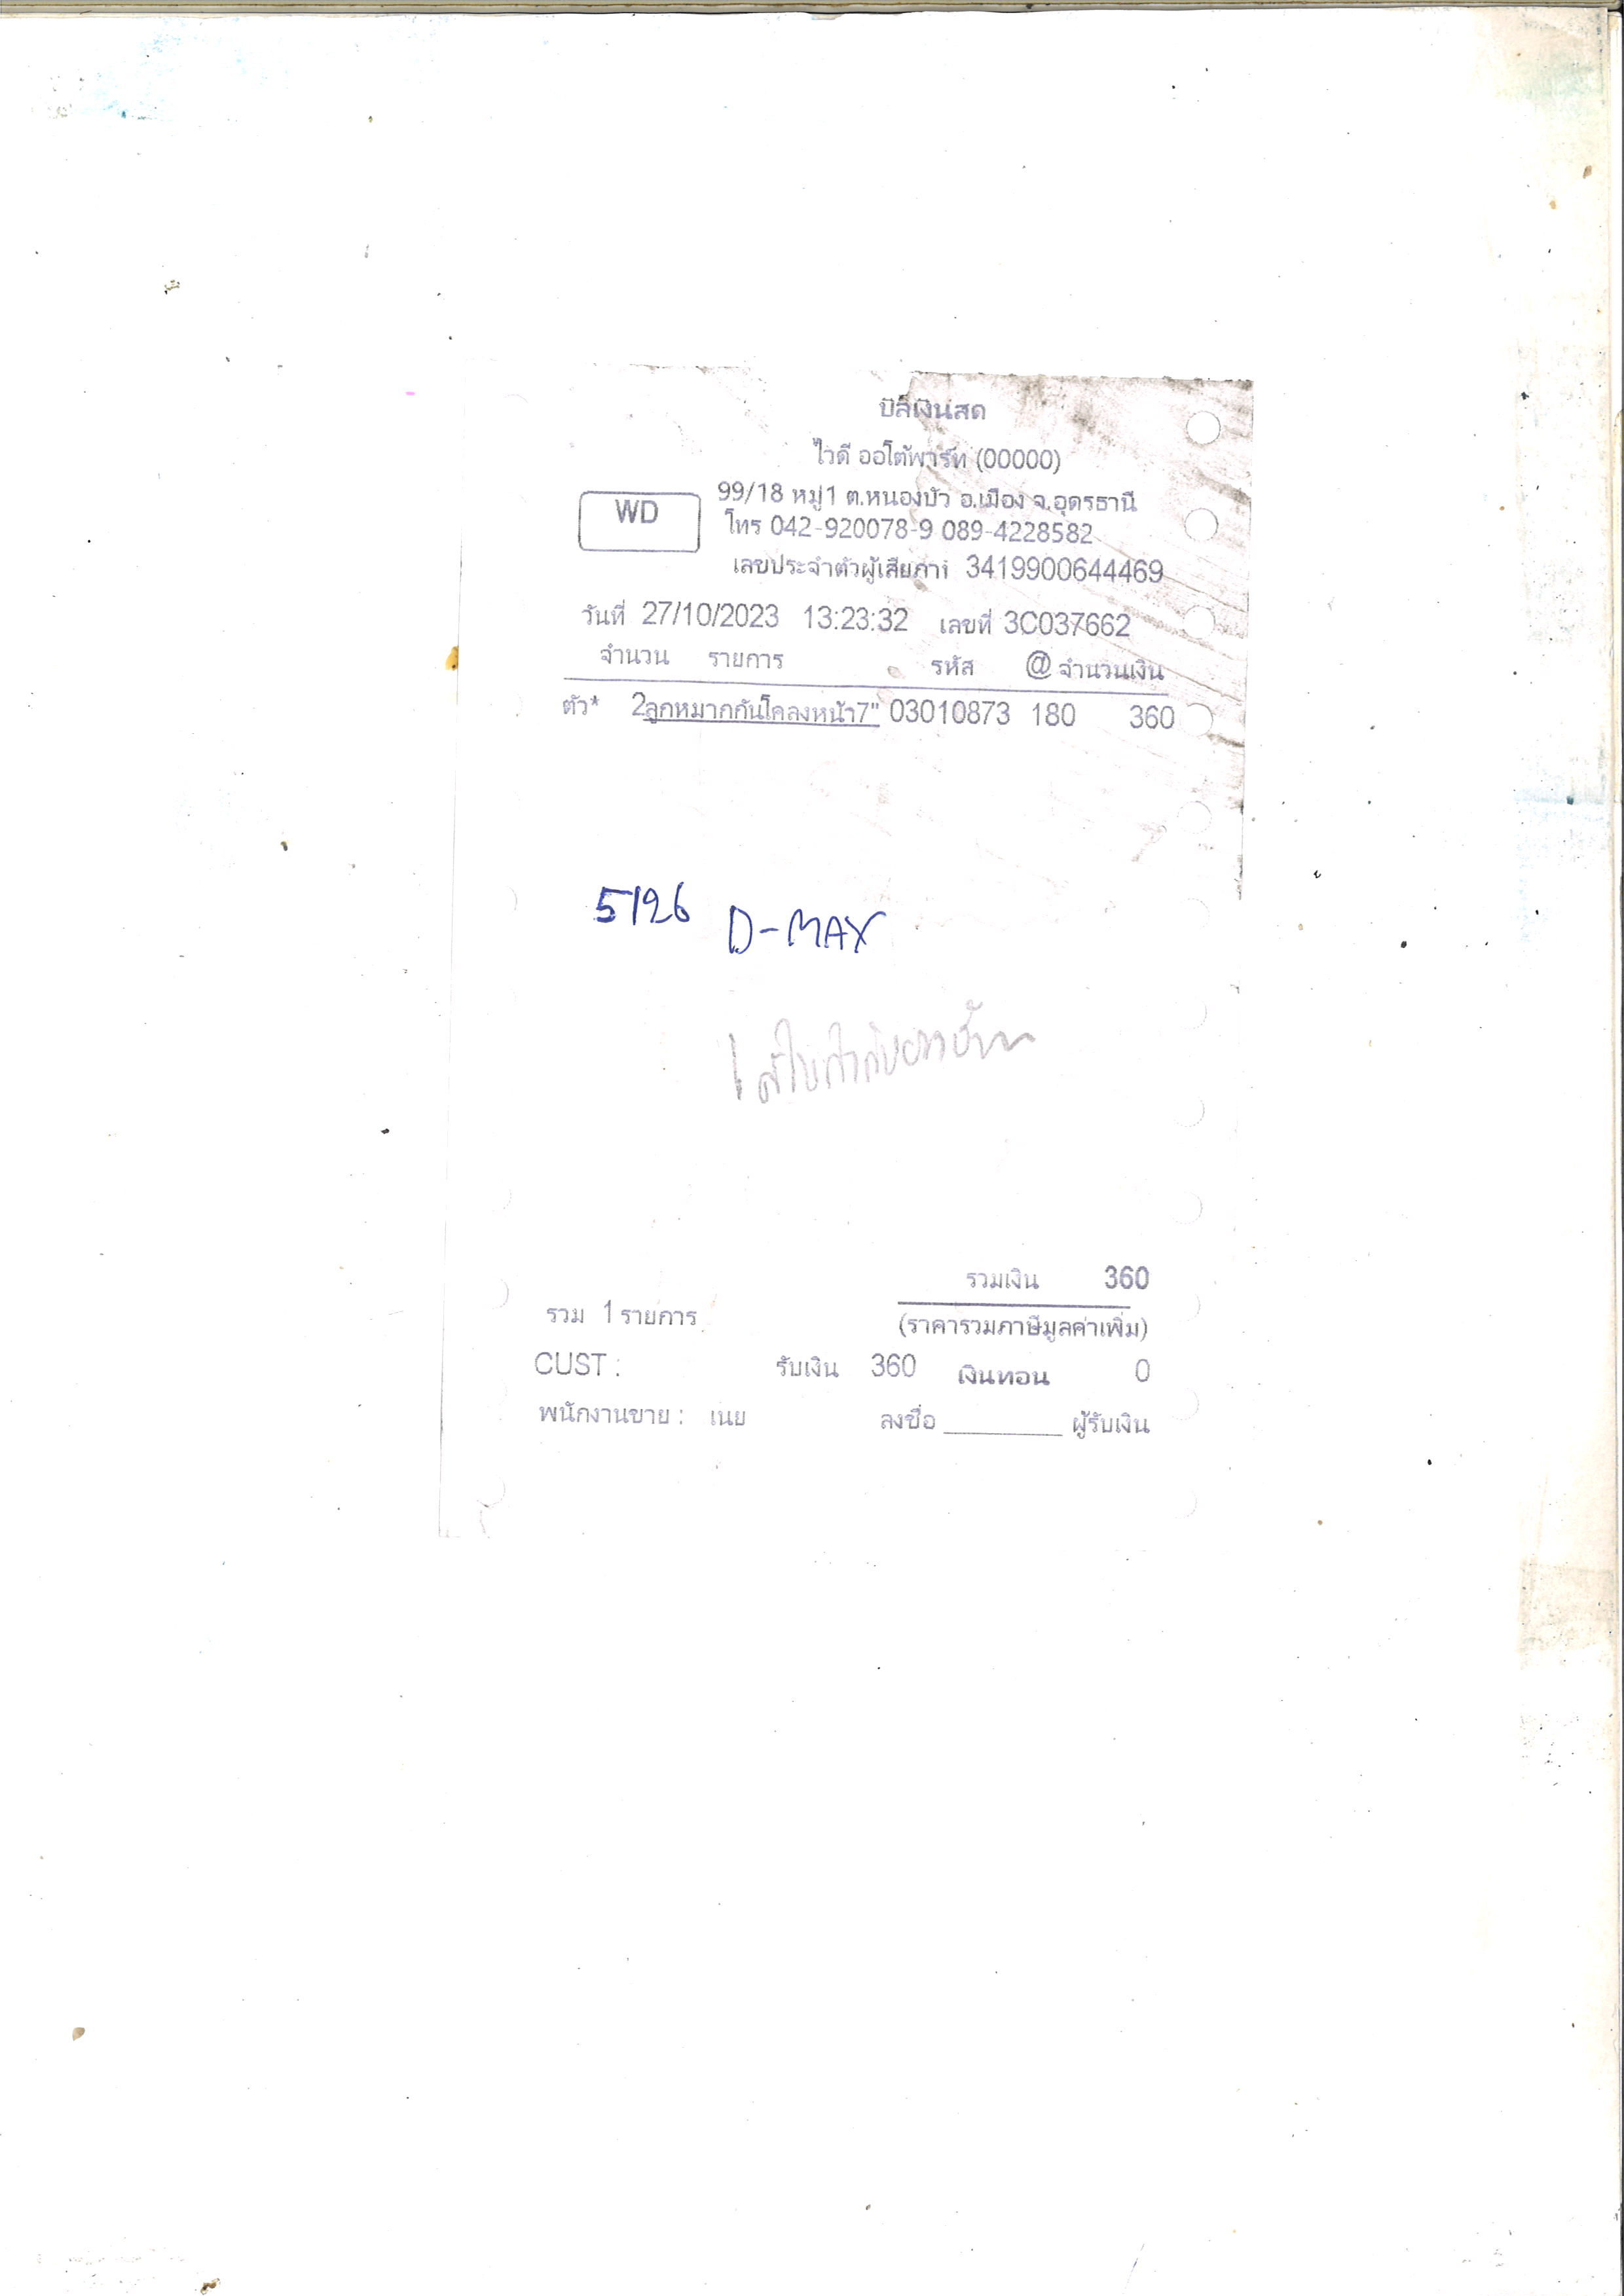 บิลเงินสด
ไวดี ออโต้พาร์ท (00000)
WD
99/18 หมู่1 ต.หนองบัว อ.เมือง จ.อุดรธานี
โทร 042-920078-9 089-4228582
เลขประจำตัวผู้เสียภาษี 3419900644469
วันที่ 27/10/2023 13:23:32 เลขที่ 3C037662
จำนวน รายการ รหัส @ จำนวนเงิน
ตัว* 2ลูกหมากกันโคลงหน้า7" 03010873 180 360
5126 D-MAX
รวมเงิน 360
รวม 1 รายการ
(ราคารวมภาษีมูลค่าเพิ่ม)
CUST : รับเงิน 360 เงินทอน 0
พนักงานขาย : เนย ลงชื่อ ผู้รับเงิน